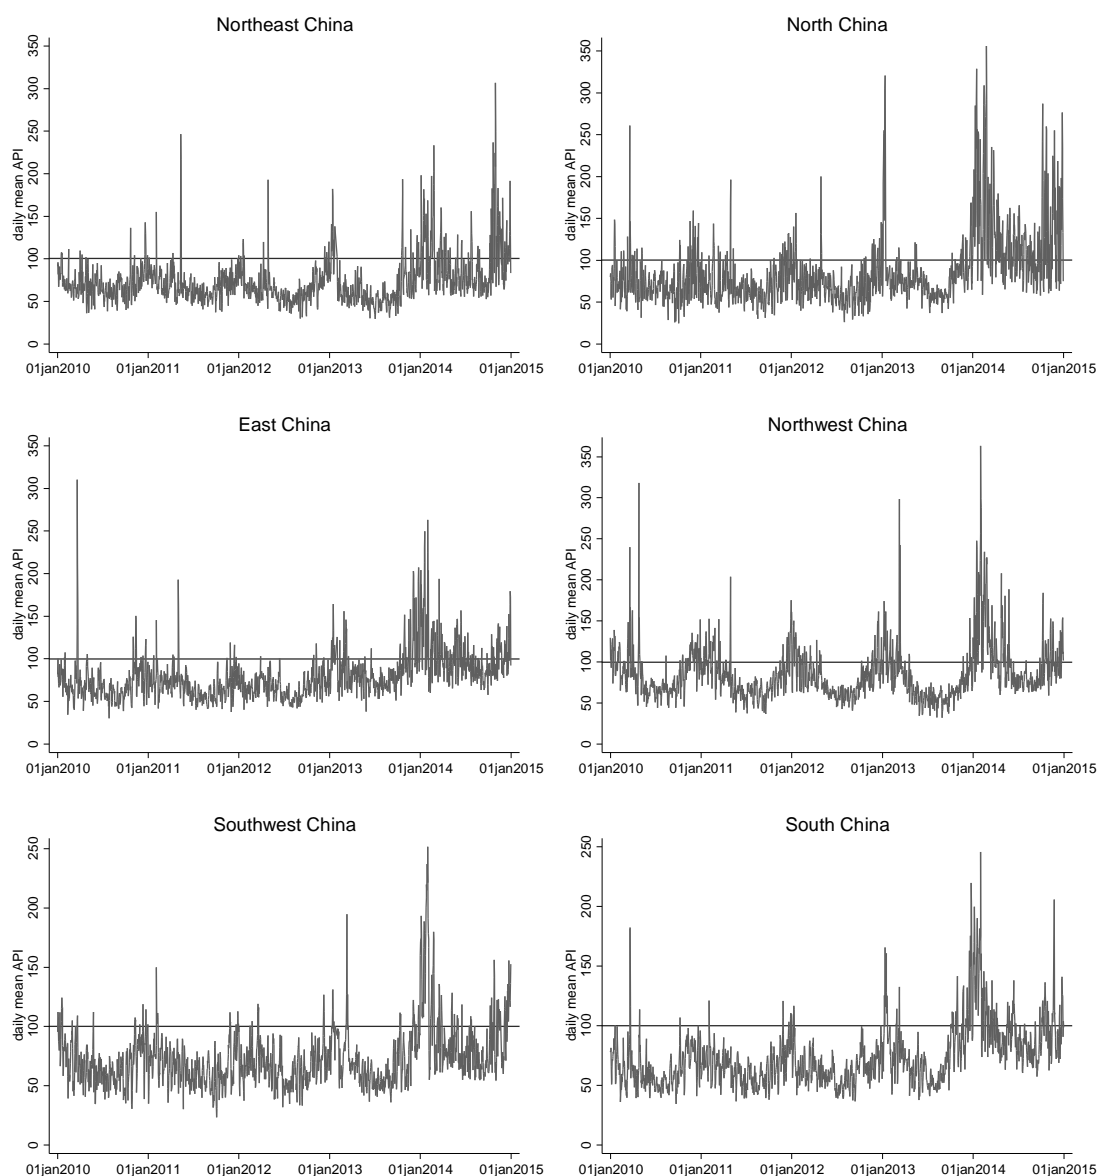 Northeast China
daily mean API
350
300
250
200
150
100
50
0
01jan2010 01jan2011 01jan2012 01jan2013 01jan2014 01jan2015
North China
daily mean API
350
300
250
200
150
100
50
0
01jan2010 01jan2011 01jan2012 01jan2013 01jan2014 01jan2015
East China
daily mean API
350
300
250
200
150
100
50
0
01jan2010 01jan2011 01jan2012 01jan2013 01jan2014 01jan2015
Northwest China
daily mean API
350
300
250
200
150
100
50
0
01jan2010 01jan2011 01jan2012 01jan2013 01jan2014 01jan2015
Southwest China
daily mean API
250
200
150
100
50
0
01jan2010 01jan2011 01jan2012 01jan2013 01jan2014 01jan2015
South China
daily mean API
250
200
150
100
50
0
01jan2010 01jan2011 01jan2012 01jan2013 01jan2014 01jan2015